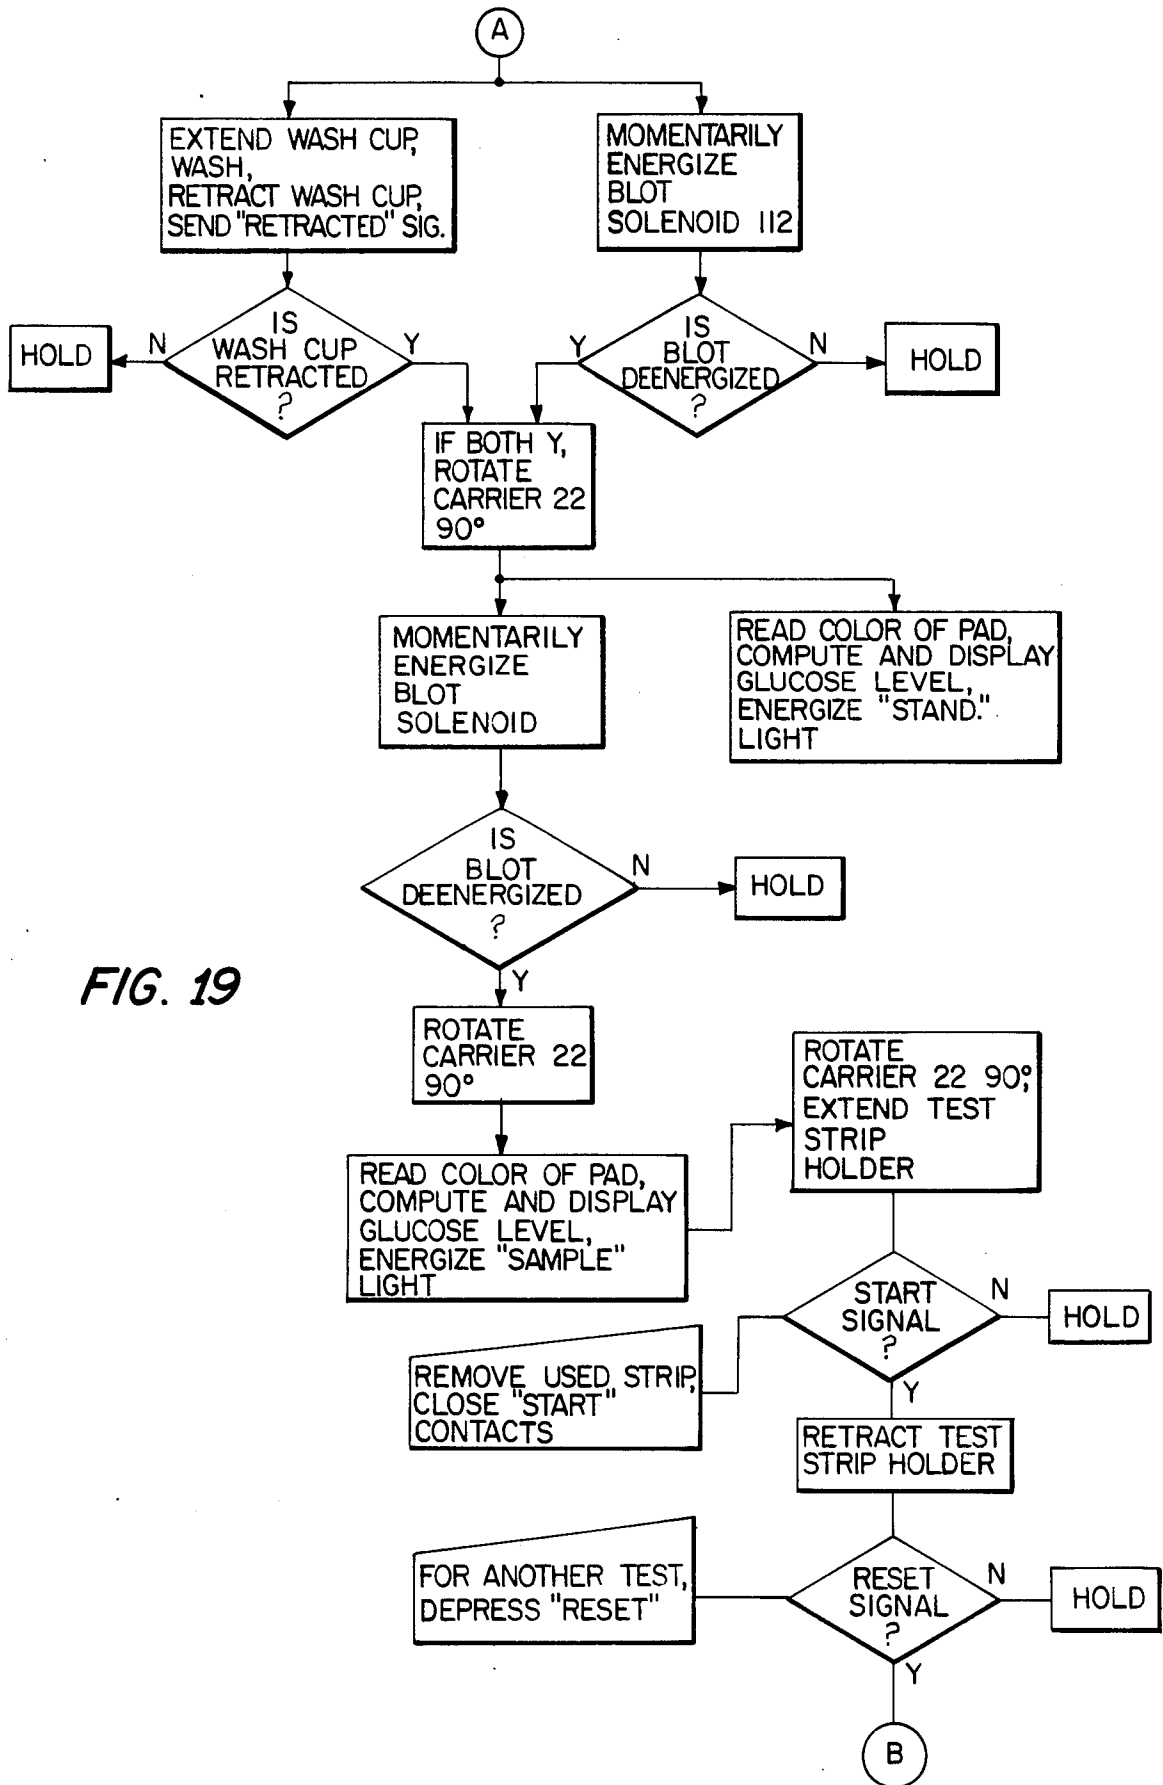 A
EXTEND WASH CUP,
WASH,
RETRACT WASH CUP,
SEND "RETRACTED" SIG.
MOMENTARILY
ENERGIZE
BLOT
SOLENOID 112
IS
WASH CUP
RETRACTED
?
N
Y
HOLD
IS
BLOT
DEENERGIZED
?
Y
N
HOLD
IF BOTH Y,
ROTATE
CARRIER 22
90°
MOMENTARILY
ENERGIZE
BLOT
SOLENOID
READ COLOR OF PAD,
COMPUTE AND DISPLAY
GLUCOSE LEVEL,
ENERGIZE "STAND."
LIGHT
IS
BLOT
DEENERGIZED
?
N
HOLD
Y
FIG. 19
ROTATE
CARRIER 22
90°
READ COLOR OF PAD,
COMPUTE AND DISPLAY
GLUCOSE LEVEL,
ENERGIZE "SAMPLE"
LIGHT
ROTATE
CARRIER 22 90°,
EXTEND TEST
STRIP
HOLDER
START
SIGNAL
?
N
HOLD
Y
REMOVE USED STRIP,
CLOSE "START"
CONTACTS
RETRACT TEST
STRIP HOLDER
FOR ANOTHER TEST,
DEPRESS "RESET"
RESET
SIGNAL
?
N
HOLD
Y
B